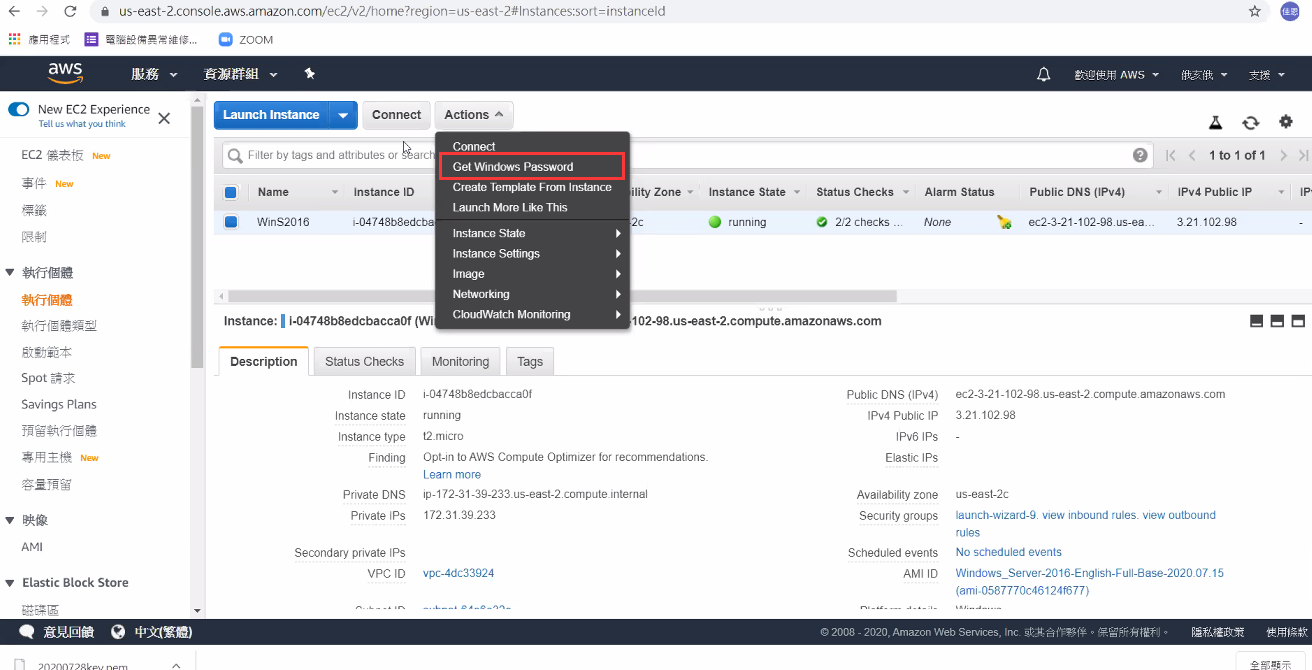 us-east-2.console.aws.amazon.com/ec2/v2/home?region=us-east-2#Instances:sort=instanceId
佳恩
應用程式 電腦設備異常維修... ZOOM
aws 服務 資源群組 歡迎使用 AWS 俄亥俄 支援
New EC2 Experience
Tell us what you think
EC2 儀表板 New
事件 New
標籤
限制
執行個體
執行個體
執行個體類型
啟動範本
Spot 請求
Savings Plans
預留執行個體
專用主機 New
容量預留
映像
AMI
Elastic Block Store
磁碟區
Launch Instance Connect Actions
Filter by tags and attributes or search
1 to 1 of 1
Connect
Get Windows Password
Create Template From Instance
Launch More Like This
Instance State
Instance Settings
Image
Networking
CloudWatch Monitoring
Name Instance ID bility Zone Instance State Status Checks Alarm Status Public DNS (IPv4) IPv4 Public IP IP
WinS2016 i-04748b8edcba -2c running 2/2 checks ... None ec2-3-21-102-98.us-ea... 3.21.102.98 -
Instance: i-04748b8edcbacca0f (Wi -102-98.us-east-2.compute.amazonaws.com
Description Status Checks Monitoring Tags
Instance ID i-04748b8edcbacca0f
Instance state running
Instance type t2.micro
Finding Opt-in to AWS Compute Optimizer for recommendations.
Learn more
Private DNS ip-172-31-39-233.us-east-2.compute.internal
Private IPs 172.31.39.233
Secondary private IPs
VPC ID vpc-4dc33924
Subnet ID
Public DNS (IPv4) ec2-3-21-102-98.us-east-2.compute.amazonaws.com
IPv4 Public IP 3.21.102.98
IPv6 IPs -
Elastic IPs
Availability zone us-east-2c
Security groups launch-wizard-9. view inbound rules. view outbound
rules
Scheduled events No scheduled events
AMI ID Windows_Server-2016-English-Full-Base-2020.07.15
(ami-0587770c46124f677)
Platform details Windows
意見回饋 中文(繁體) © 2008 - 2020, Amazon Web Services, Inc. 或其合作夥伴。保留所有權利。 隱私權政策 使用條款
20200728key.pem 全部顯示